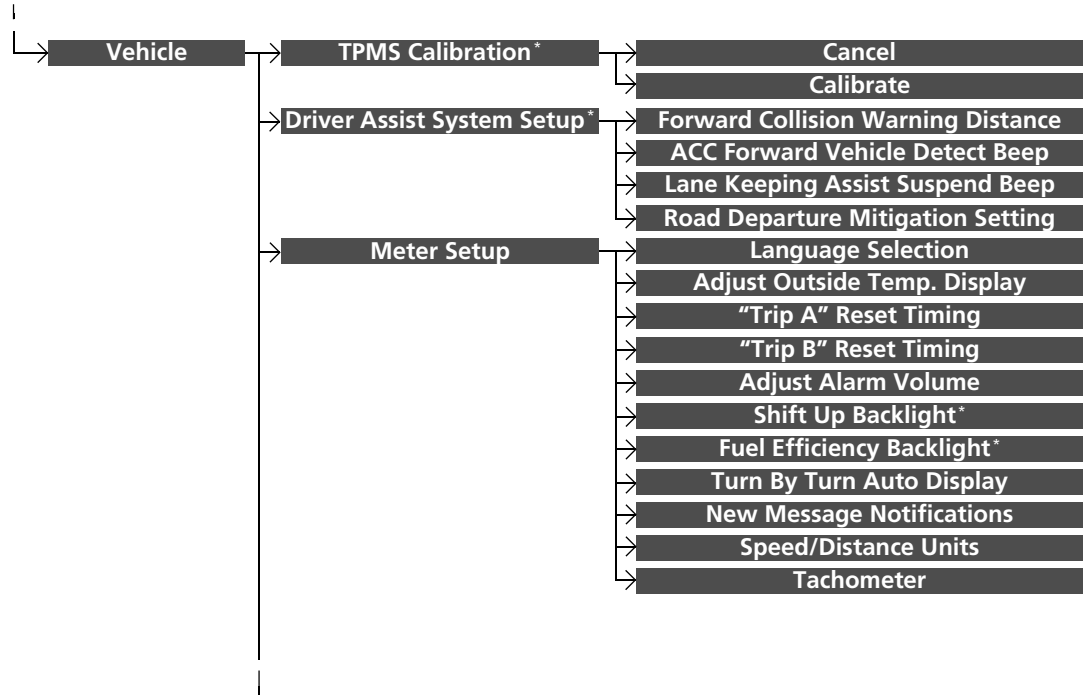 Vehicle
TPMS Calibration*
Cancel
Calibrate
Driver Assist System Setup*
Forward Collision Warning Distance
ACC Forward Vehicle Detect Beep
Lane Keeping Assist Suspend Beep
Road Departure Mitigation Setting
Meter Setup
Language Selection
Adjust Outside Temp. Display
“Trip A” Reset Timing
“Trip B” Reset Timing
Adjust Alarm Volume
Shift Up Backlight*
Fuel Efficiency Backlight*
Turn By Turn Auto Display
New Message Notifications
Speed/Distance Units
Tachometer